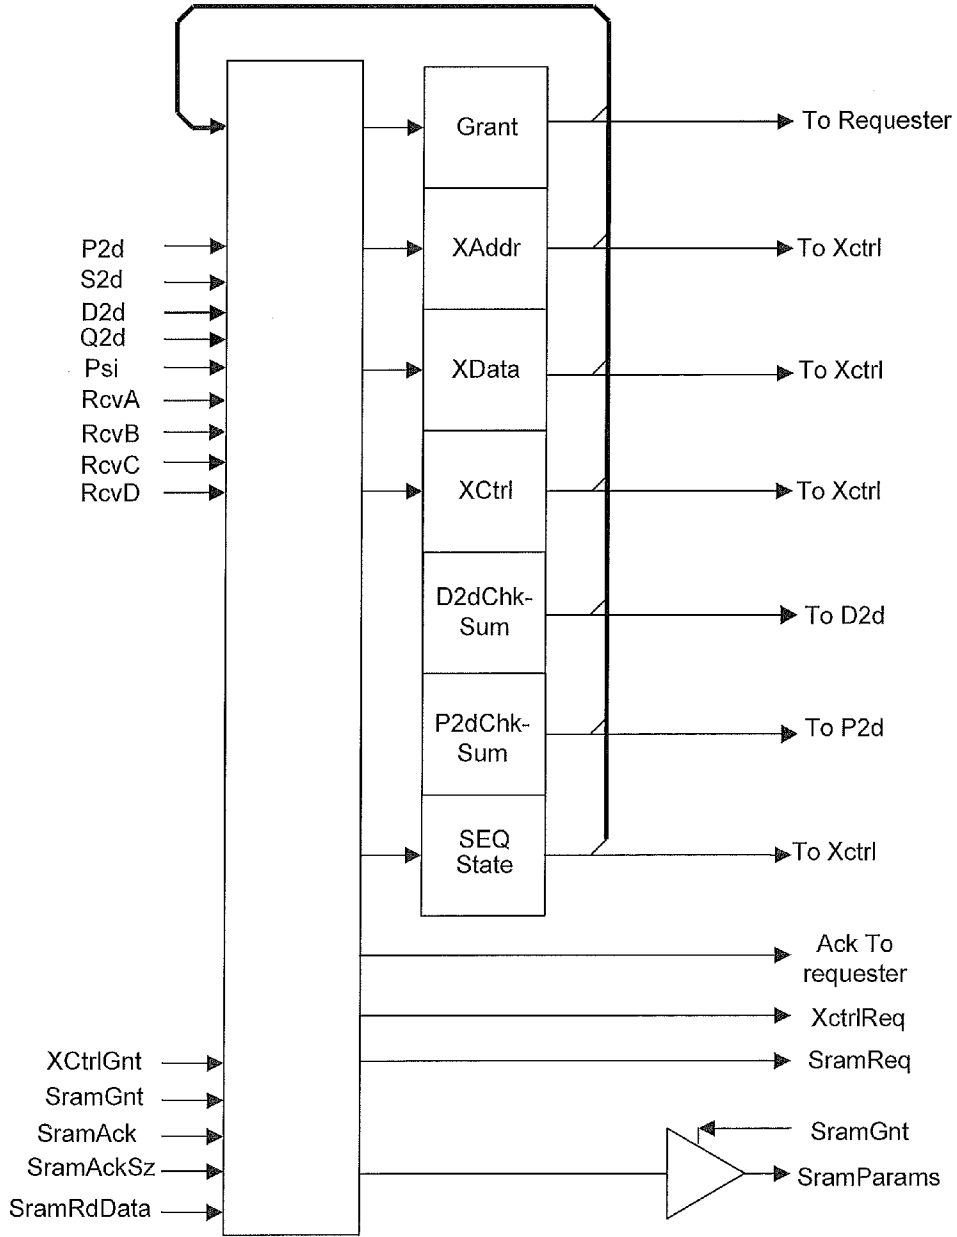 Grant
To Requester
P2d
XAddr
To Xctrl
S2d
D2d
Q2d
Psi
XData
To Xctrl
RcvA
RcvB
RcvC
RcvD
XCtrl
To Xctrl
D2dChk-
Sum
To D2d
P2dChk-
Sum
To P2d
SEQ
State
To Xctrl
Ack To
requester
XctrlReq
XCtrlGnt
SramReq
SramGnt
SramAck
SramGnt
SramAckSz
SramParams
SramRdData